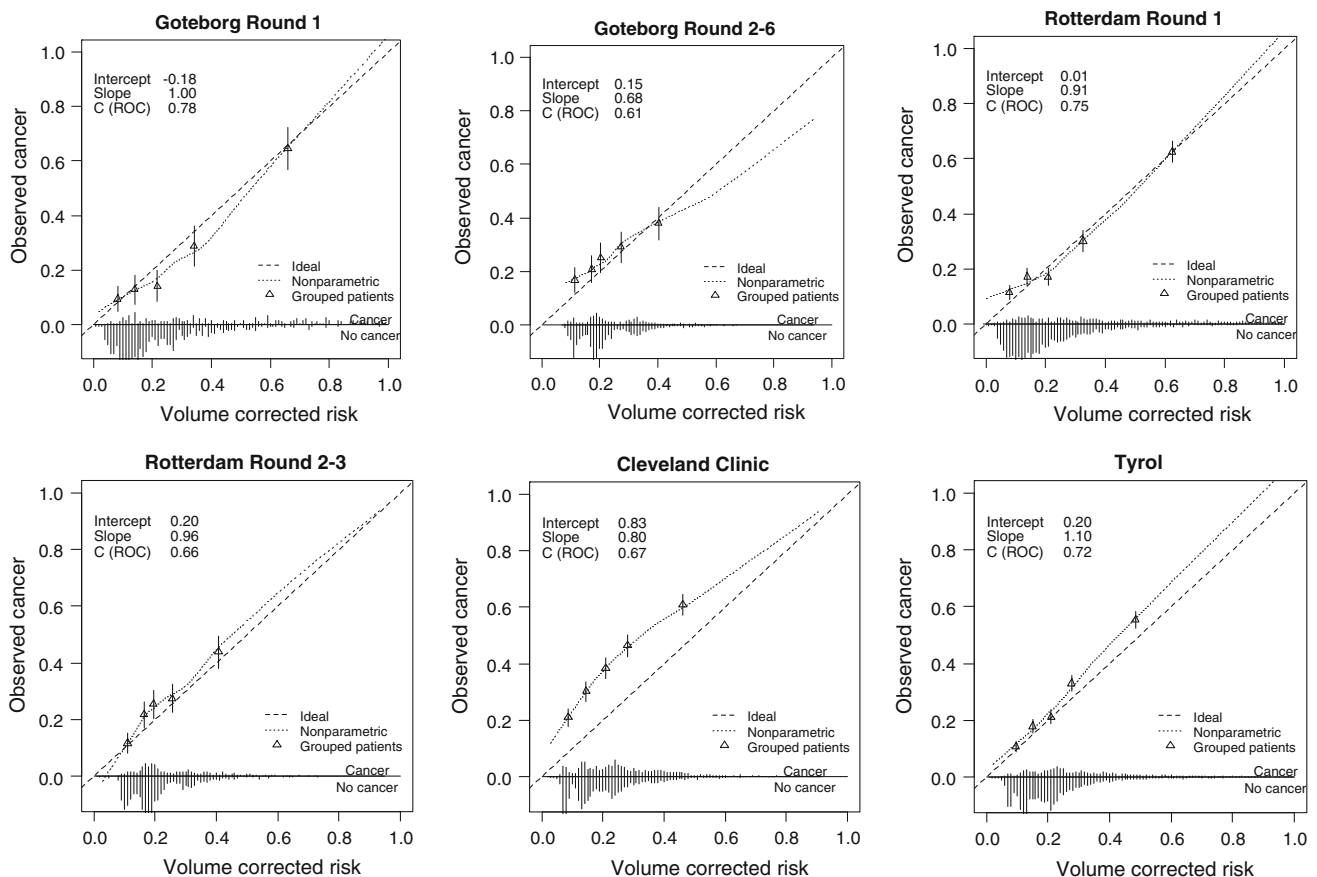 Goteborg Round 1
Intercept -0.18
Slope 1.00
C (ROC) 0.78
Observed cancer
1.0
0.8
0.6
0.4
0.2
0.0
Ideal
Nonparametric
Grouped patients
Cancer
No cancer
0.0 0.2 0.4 0.6 0.8 1.0
Volume corrected risk
Goteborg Round 2-6
Intercept 0.15
Slope 0.68
C (ROC) 0.61
Observed cancer
1.0
0.8
0.6
0.4
0.2
0.0
Ideal
Nonparametric
Grouped patients
Cancer
No cancer
0.0 0.2 0.4 0.6 0.8 1.0
Volume corrected risk
Rotterdam Round 1
Intercept 0.01
Slope 0.91
C (ROC) 0.75
Observed cancer
1.0
0.8
0.6
0.4
0.2
0.0
Ideal
Nonparametric
Grouped patients
Cancer
No cancer
0.0 0.2 0.4 0.6 0.8 1.0
Volume corrected risk
Rotterdam Round 2-3
Intercept 0.20
Slope 0.96
C (ROC) 0.66
Observed cancer
1.0
0.8
0.6
0.4
0.2
0.0
Ideal
Nonparametric
Grouped patients
Cancer
No cancer
0.0 0.2 0.4 0.6 0.8 1.0
Volume corrected risk
Cleveland Clinic
Intercept 0.83
Slope 0.80
C (ROC) 0.67
Observed cancer
1.0
0.8
0.6
0.4
0.2
0.0
Ideal
Nonparametric
Grouped patients
Cancer
No cancer
0.0 0.2 0.4 0.6 0.8 1.0
Volume corrected risk
Tyrol
Intercept 0.20
Slope 1.10
C (ROC) 0.72
Observed cancer
1.0
0.8
0.6
0.4
0.2
0.0
Ideal
Nonparametric
Grouped patients
Cancer
No cancer
0.0 0.2 0.4 0.6 0.8 1.0
Volume corrected risk